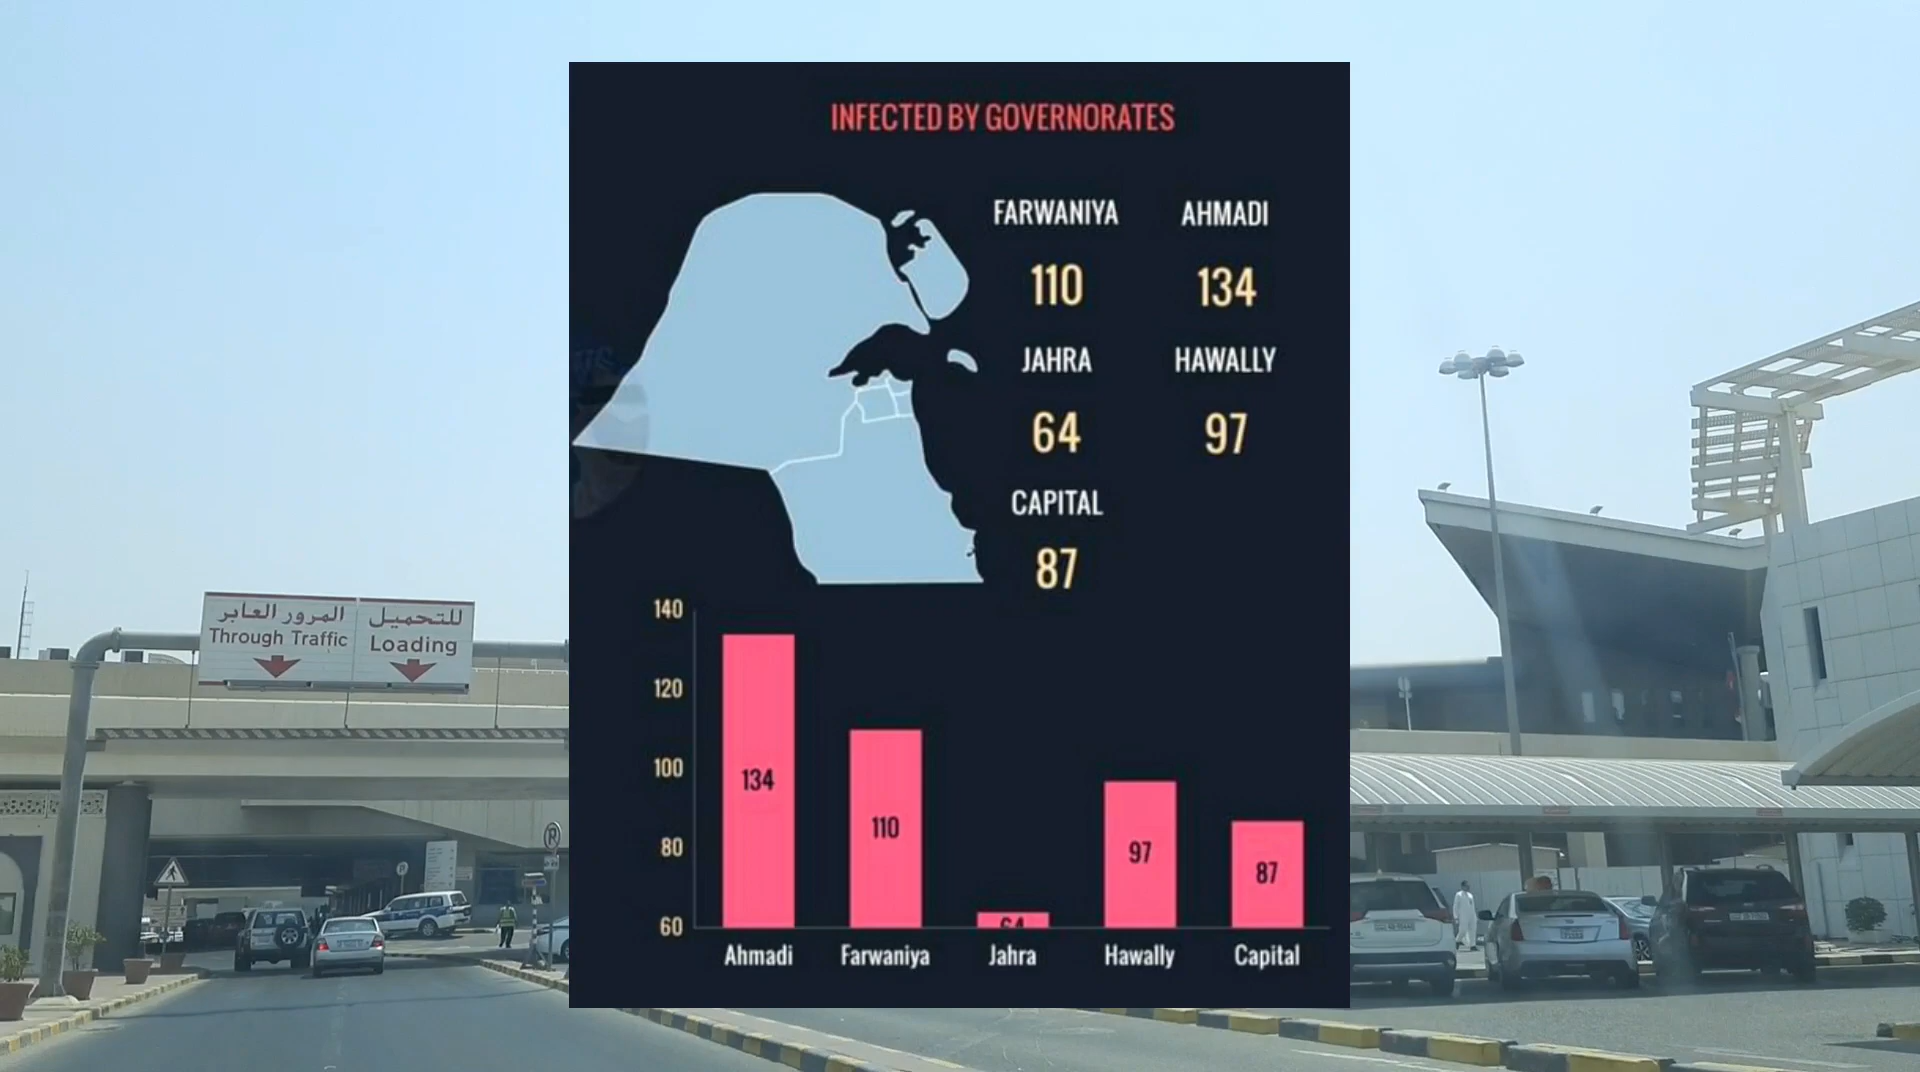 INFECTED BY GOVERNORATES
FARWANIYA AHMADI
110 134
JAHRA HAWALLY
64 97
CAPITAL
87
140
120
100
80
60
134
110
64
97
87
Ahmadi Farwaniya Jahra Hawally Capital
المرور العابر للتحميل
Through Traffic Loading